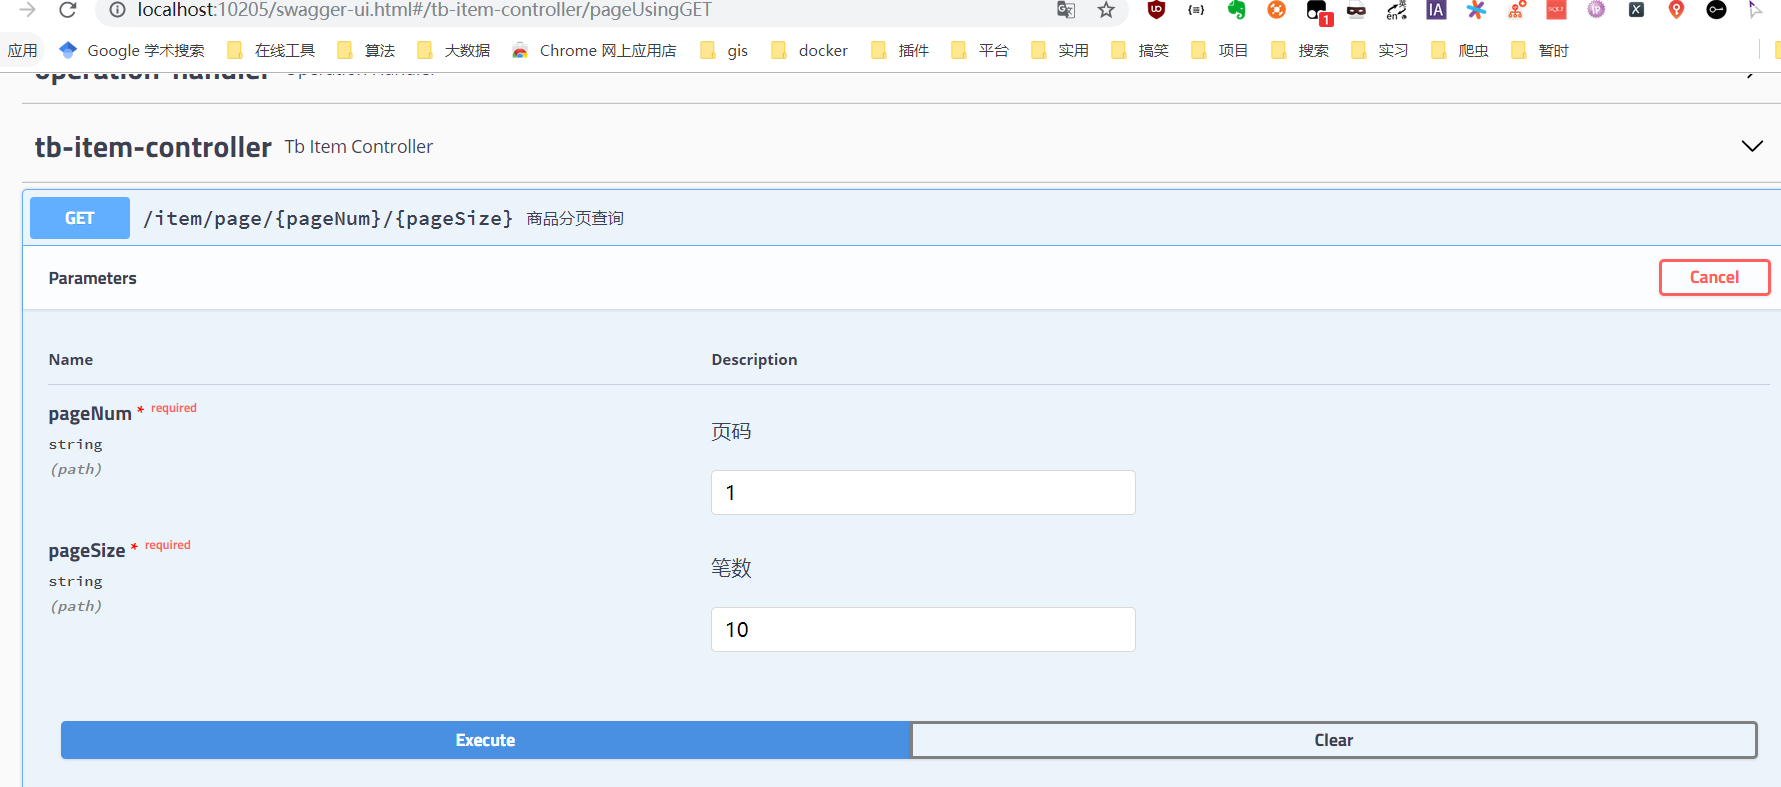 localhost:10205/swagger-ui.html#/tb-item-controller/pageUsingGET
应用 Google 学术搜索 在线工具 算法 大数据 Chrome 网上应用店 gis docker 插件 平台 实用 搞笑 项目 搜索 实习 爬虫 暂时
operation-handler Operation Handler
tb-item-controller Tb Item Controller
GET /item/page/{pageNum}/{pageSize} 商品分页查询
Parameters Cancel
Name Description
pageNum * required
string
(path)
页码
1
pageSize * required
string
(path)
笔数
10
Execute Clear